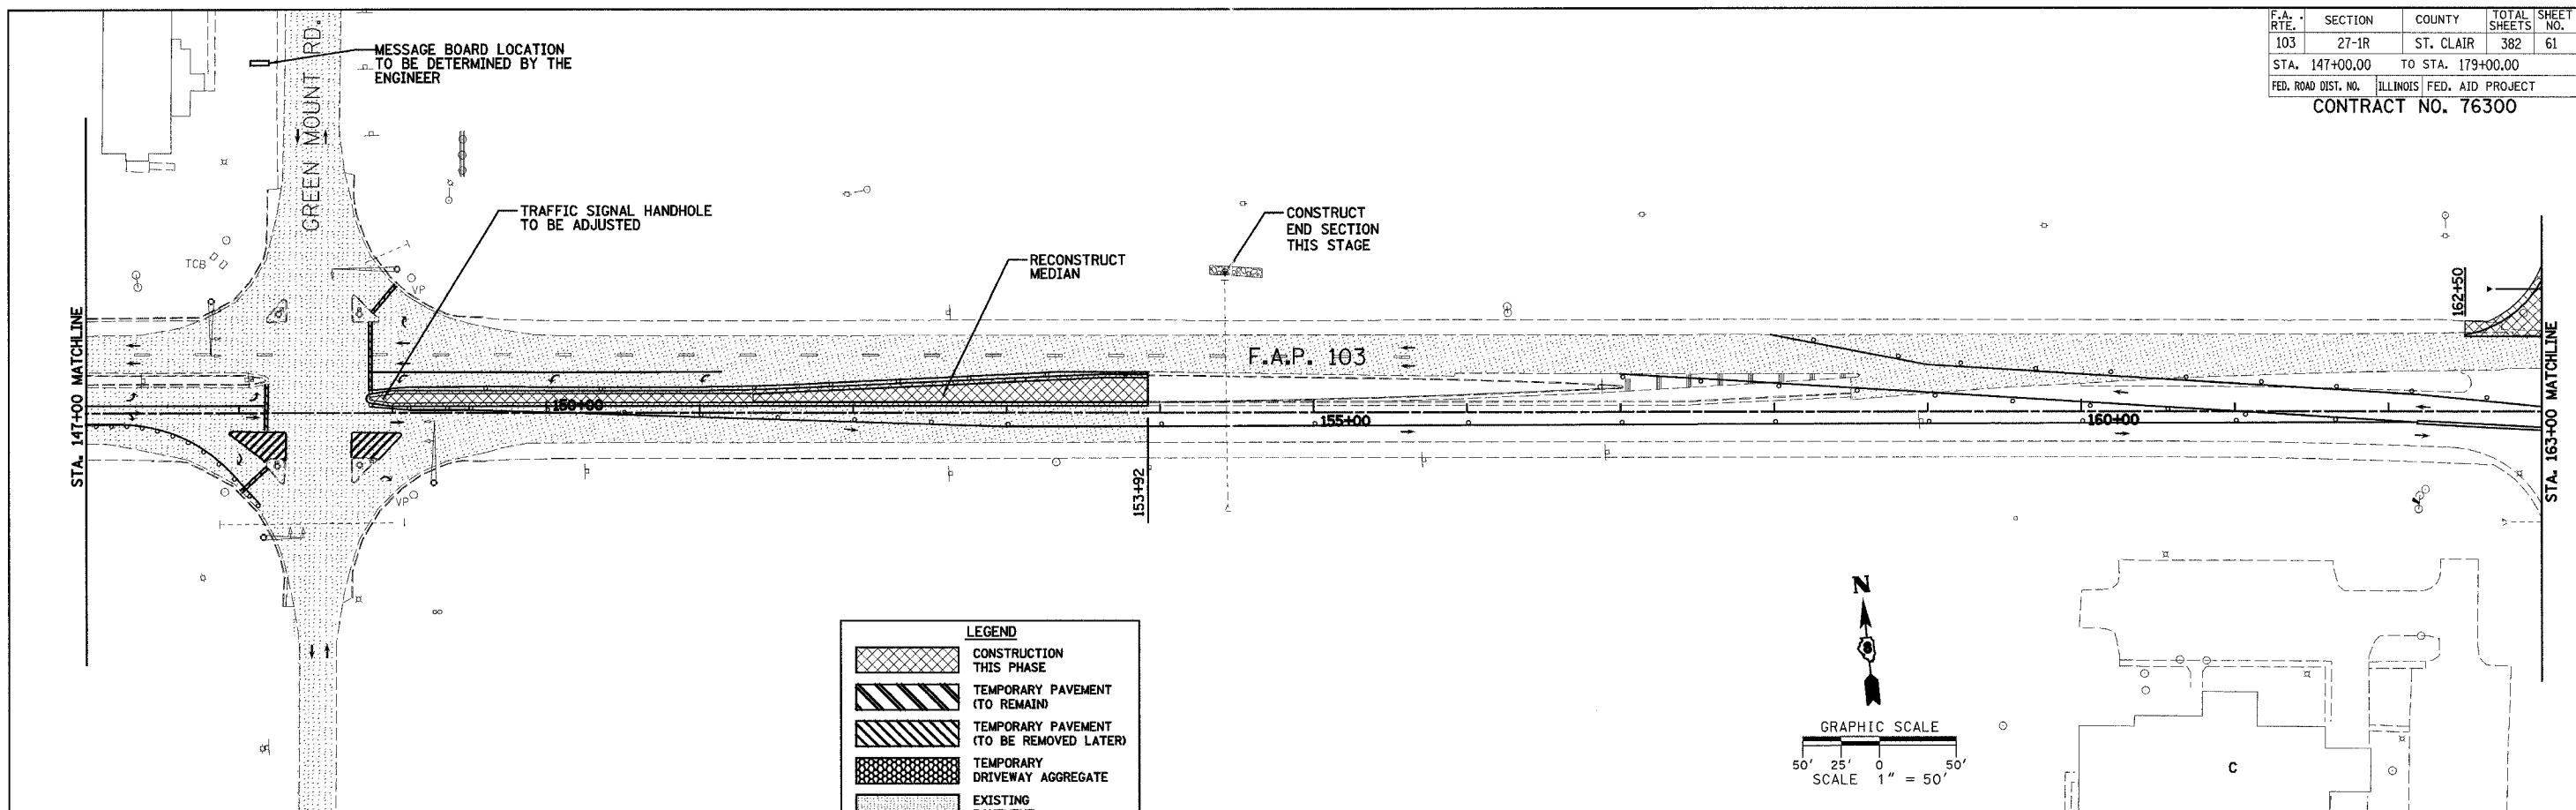 F.A. RTE. SECTION COUNTY TOTAL SHEETS SHEET NO.
103 27-1R ST. CLAIR 382 61
STA. 147+00.00 TO STA. 179+00.00
FED. ROAD DIST. NO. ILLINOIS FED. AID PROJECT
CONTRACT NO. 76300
MESSAGE BOARD LOCATION
TO BE DETERMINED BY THE
ENGINEER
GREEN MOUNT RD.
TRAFFIC SIGNAL HANDHOLE
TO BE ADJUSTED
RECONSTRUCT
MEDIAN
CONSTRUCT
END SECTION
THIS STAGE
TCB
VP
162+50
STA. 147+00 MATCHLINE
F.A.P. 103
STA. 163+00 MATCHLINE
150+00
155+00
160+00
153+92
VP
N
8
GRAPHIC SCALE
50' 25' 0 50'
SCALE 1" = 50'
C
LEGEND
CONSTRUCTION
THIS PHASE
TEMPORARY PAVEMENT
(TO REMAIN)
TEMPORARY PAVEMENT
(TO BE REMOVED LATER)
TEMPORARY
DRIVEWAY AGGREGATE
EXISTING